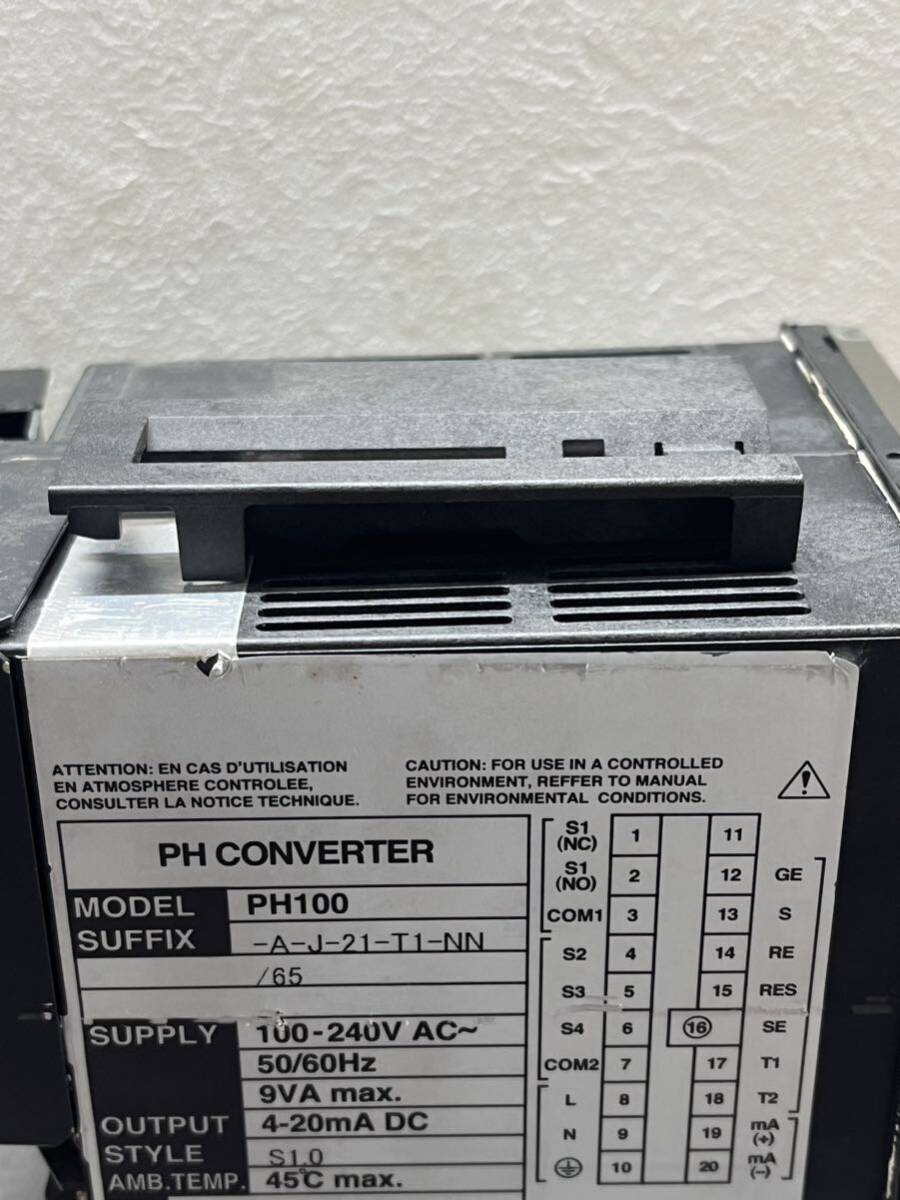 ATTENTION: EN CAS D'UTILISATION
EN ATMOSPHERE CONTROLEE,
CONSULTER LA NOTICE TECHNIQUE.
CAUTION: FOR USE IN A CONTROLLED
ENVIRONMENT, REFFER TO MANUAL
FOR ENVIRONMENTAL CONDITIONS.
PH CONVERTER
MODEL PH100
SUFFIX -A-J-21-T1-NN
/65
SUPPLY 100-240V AC~
50/60Hz
9VA max.
OUTPUT 4-20mA DC
STYLE S1.0
AMB.TEMP. 45℃ max.
S1 (NC) 1 11
S1 (NO) 2 12 GE
COM1 3 13 S
S2 4 14 RE
S3 5 15 RES
S4 6 16 SE
COM2 7 17 T1
L 8 18 T2
N 9 19 mA (+)
10 20 mA (-)